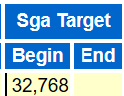 Sga Target
Begin End
32,768